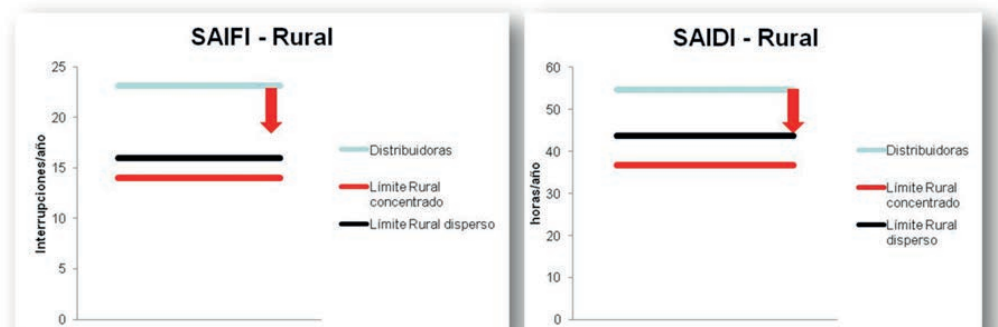 SAIFI - Rural
25
20
15
10
5
0
Interrupciones/año
Distribuidoras
Límite Rural
concentrado
Límite Rural disperso
SAIDI - Rural
60
50
40
30
20
10
0
horas/año
Distribuidoras
Límite Rural
concentrado
Límite Rural
disperso